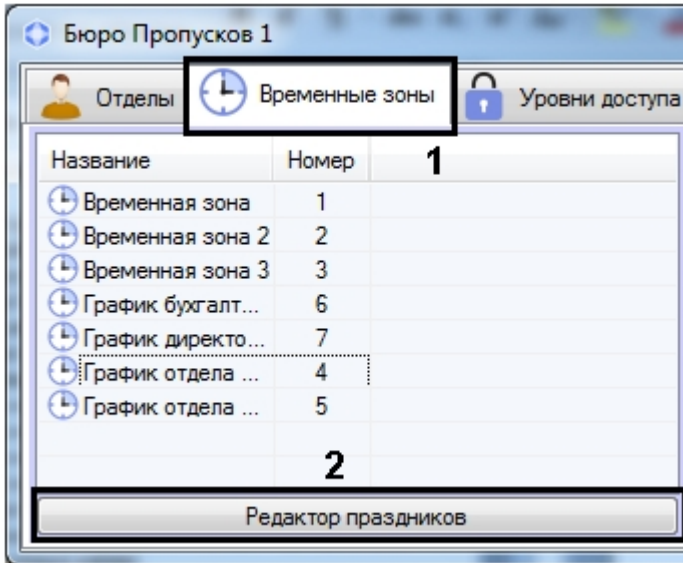 Бюро Пропусков 1
Отделы Временные зоны Уровни доступа
Название Номер 1
Временная зона 1
Временная зона 2 2
Временная зона 3 3
График бухгалт... 6
График директо... 7
График отдела ... 4
График отдела ... 5
2
Редактор праздников